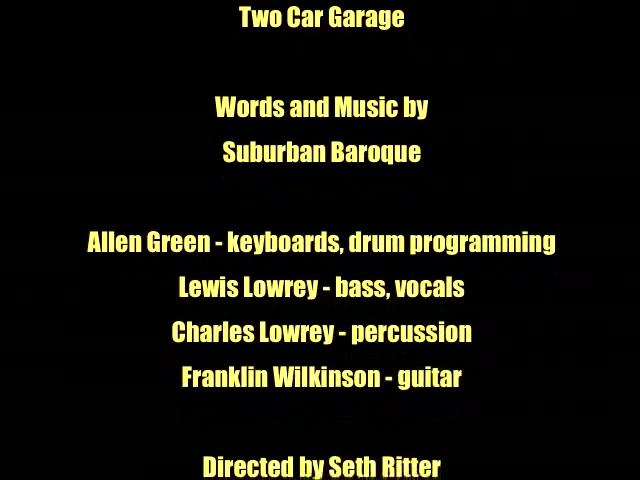 Two Car Garage
Words and Music by
Suburban Baroque
Allen Green - keyboards, drum programming
Lewis Lowrey - bass, vocals
Charles Lowrey - percussion
Franklin Wilkinson - guitar
Directed by Seth Ritter